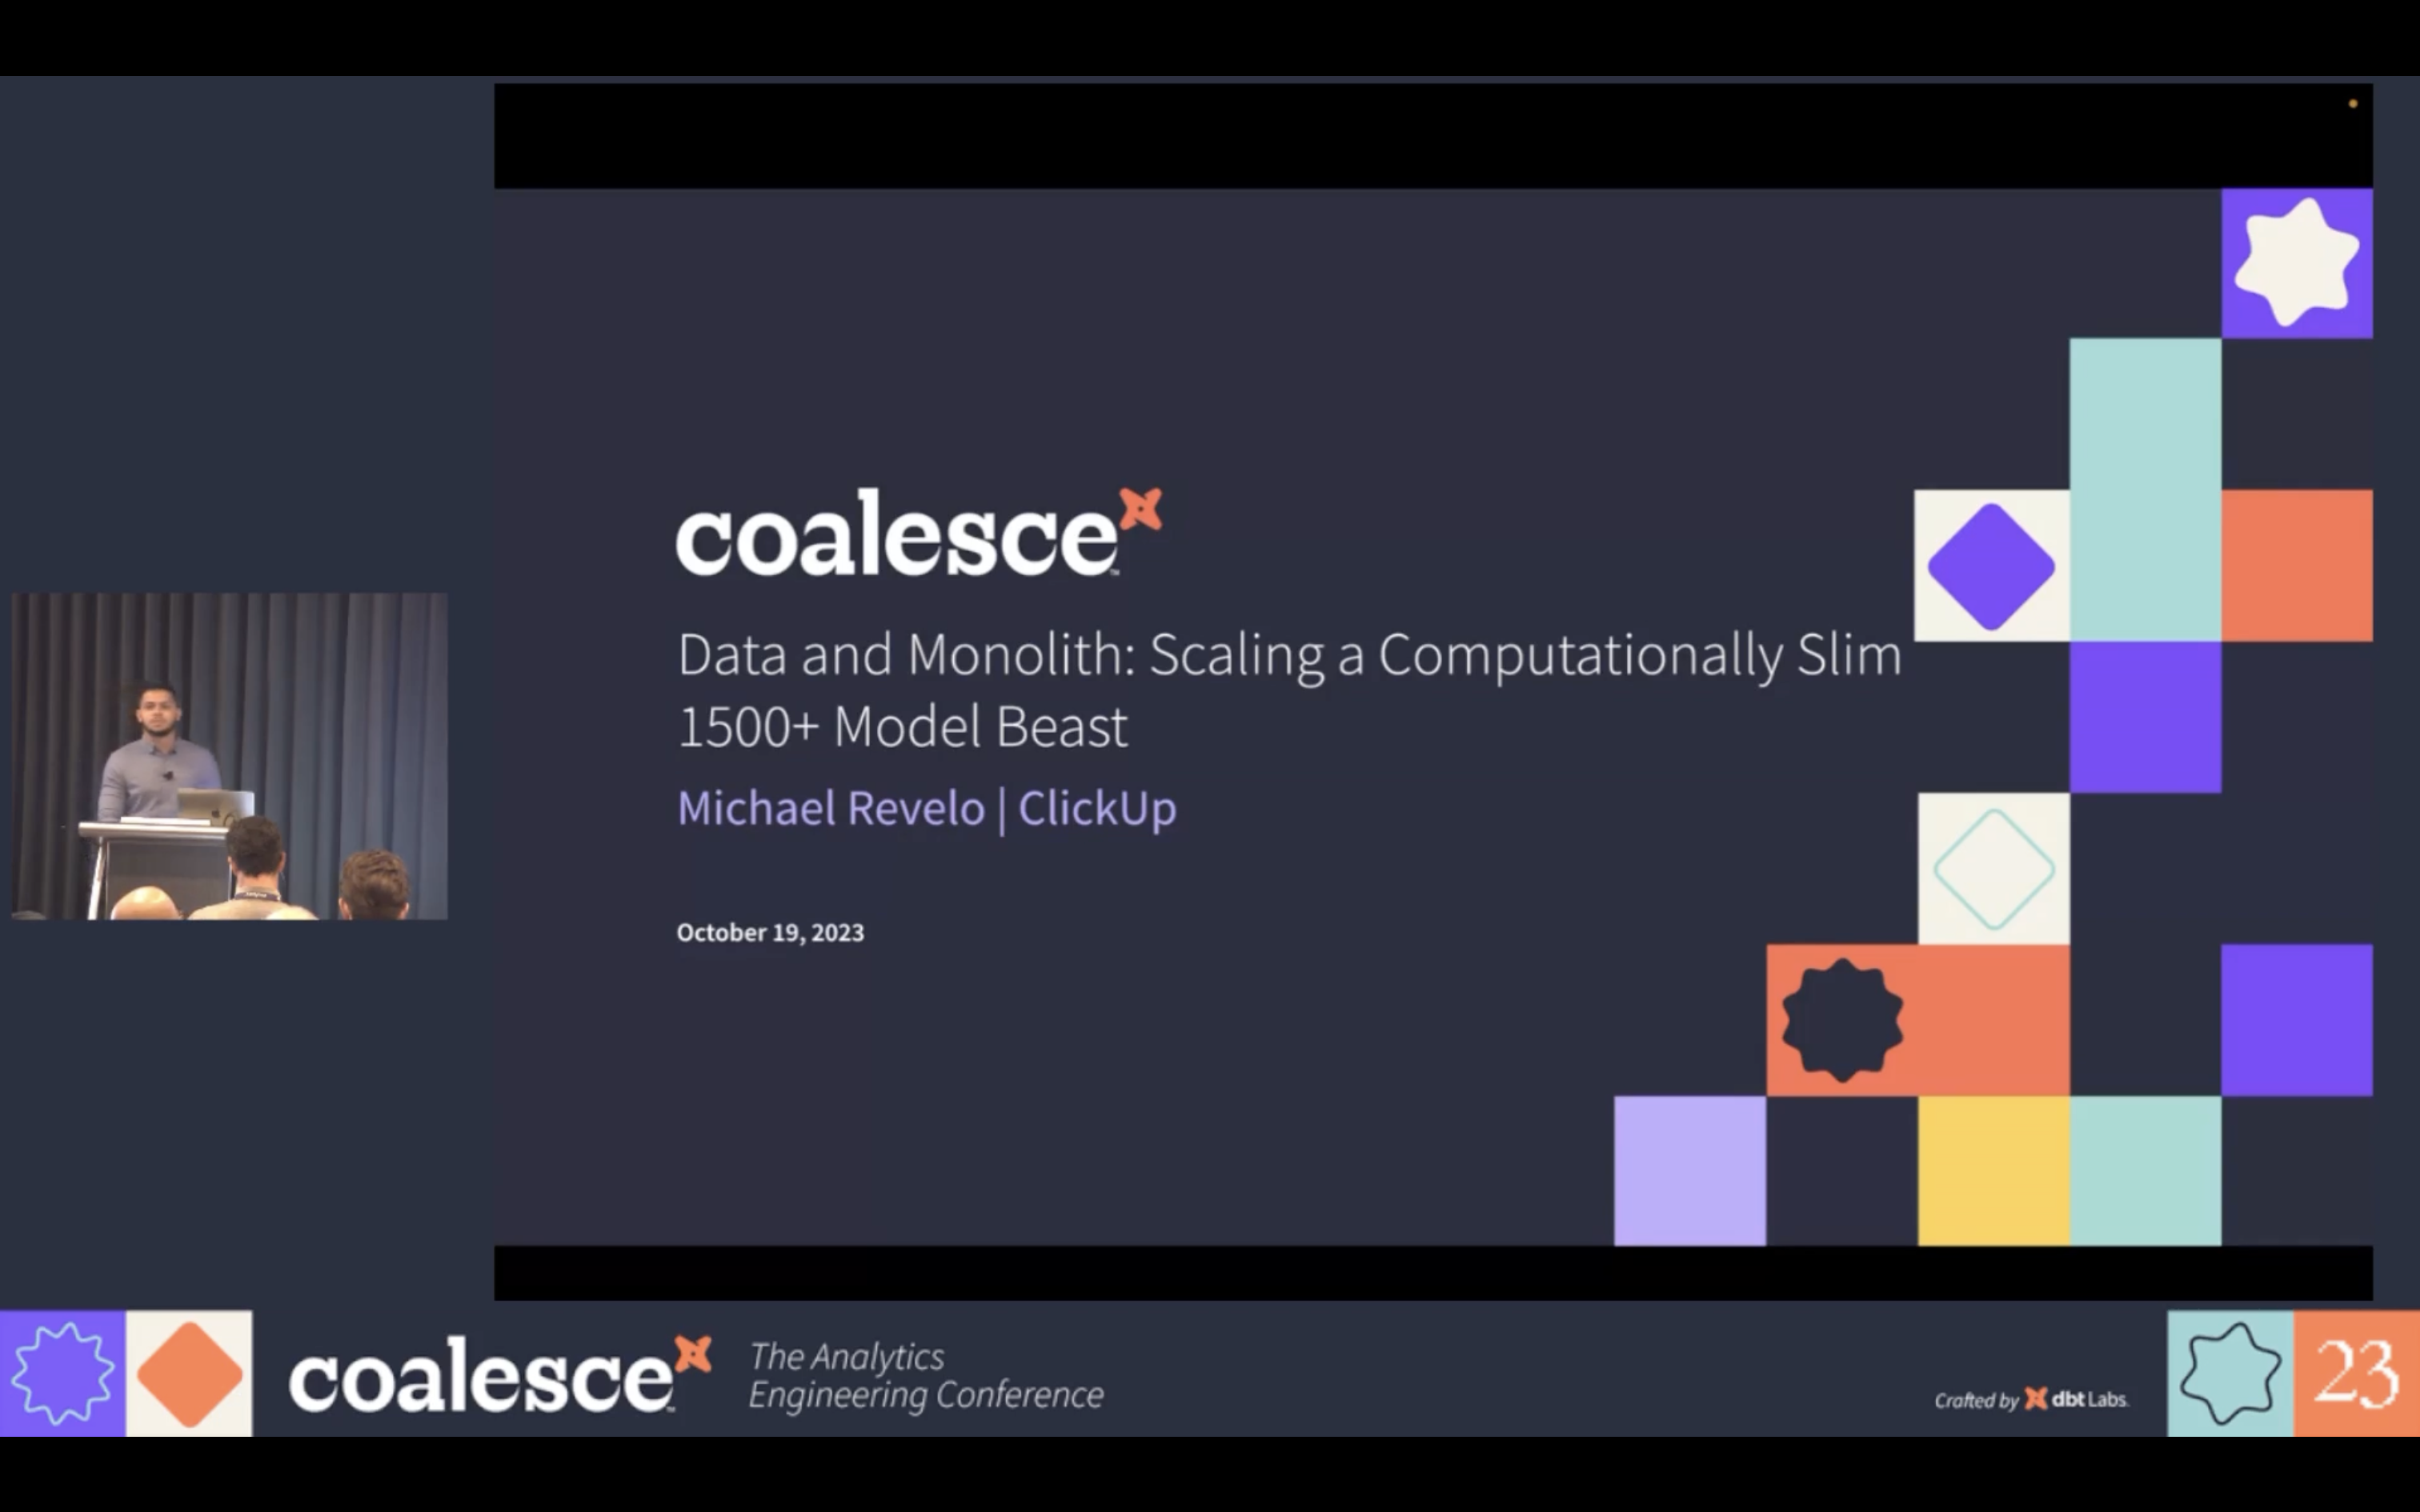 coalesce
Data and Monolith: Scaling a Computationally Slim
1500+ Model Beast
Michael Revelo | ClickUp
October 19, 2023
coalesce
The Analytics
Engineering Conference
Crafted by dbt Labs.
23